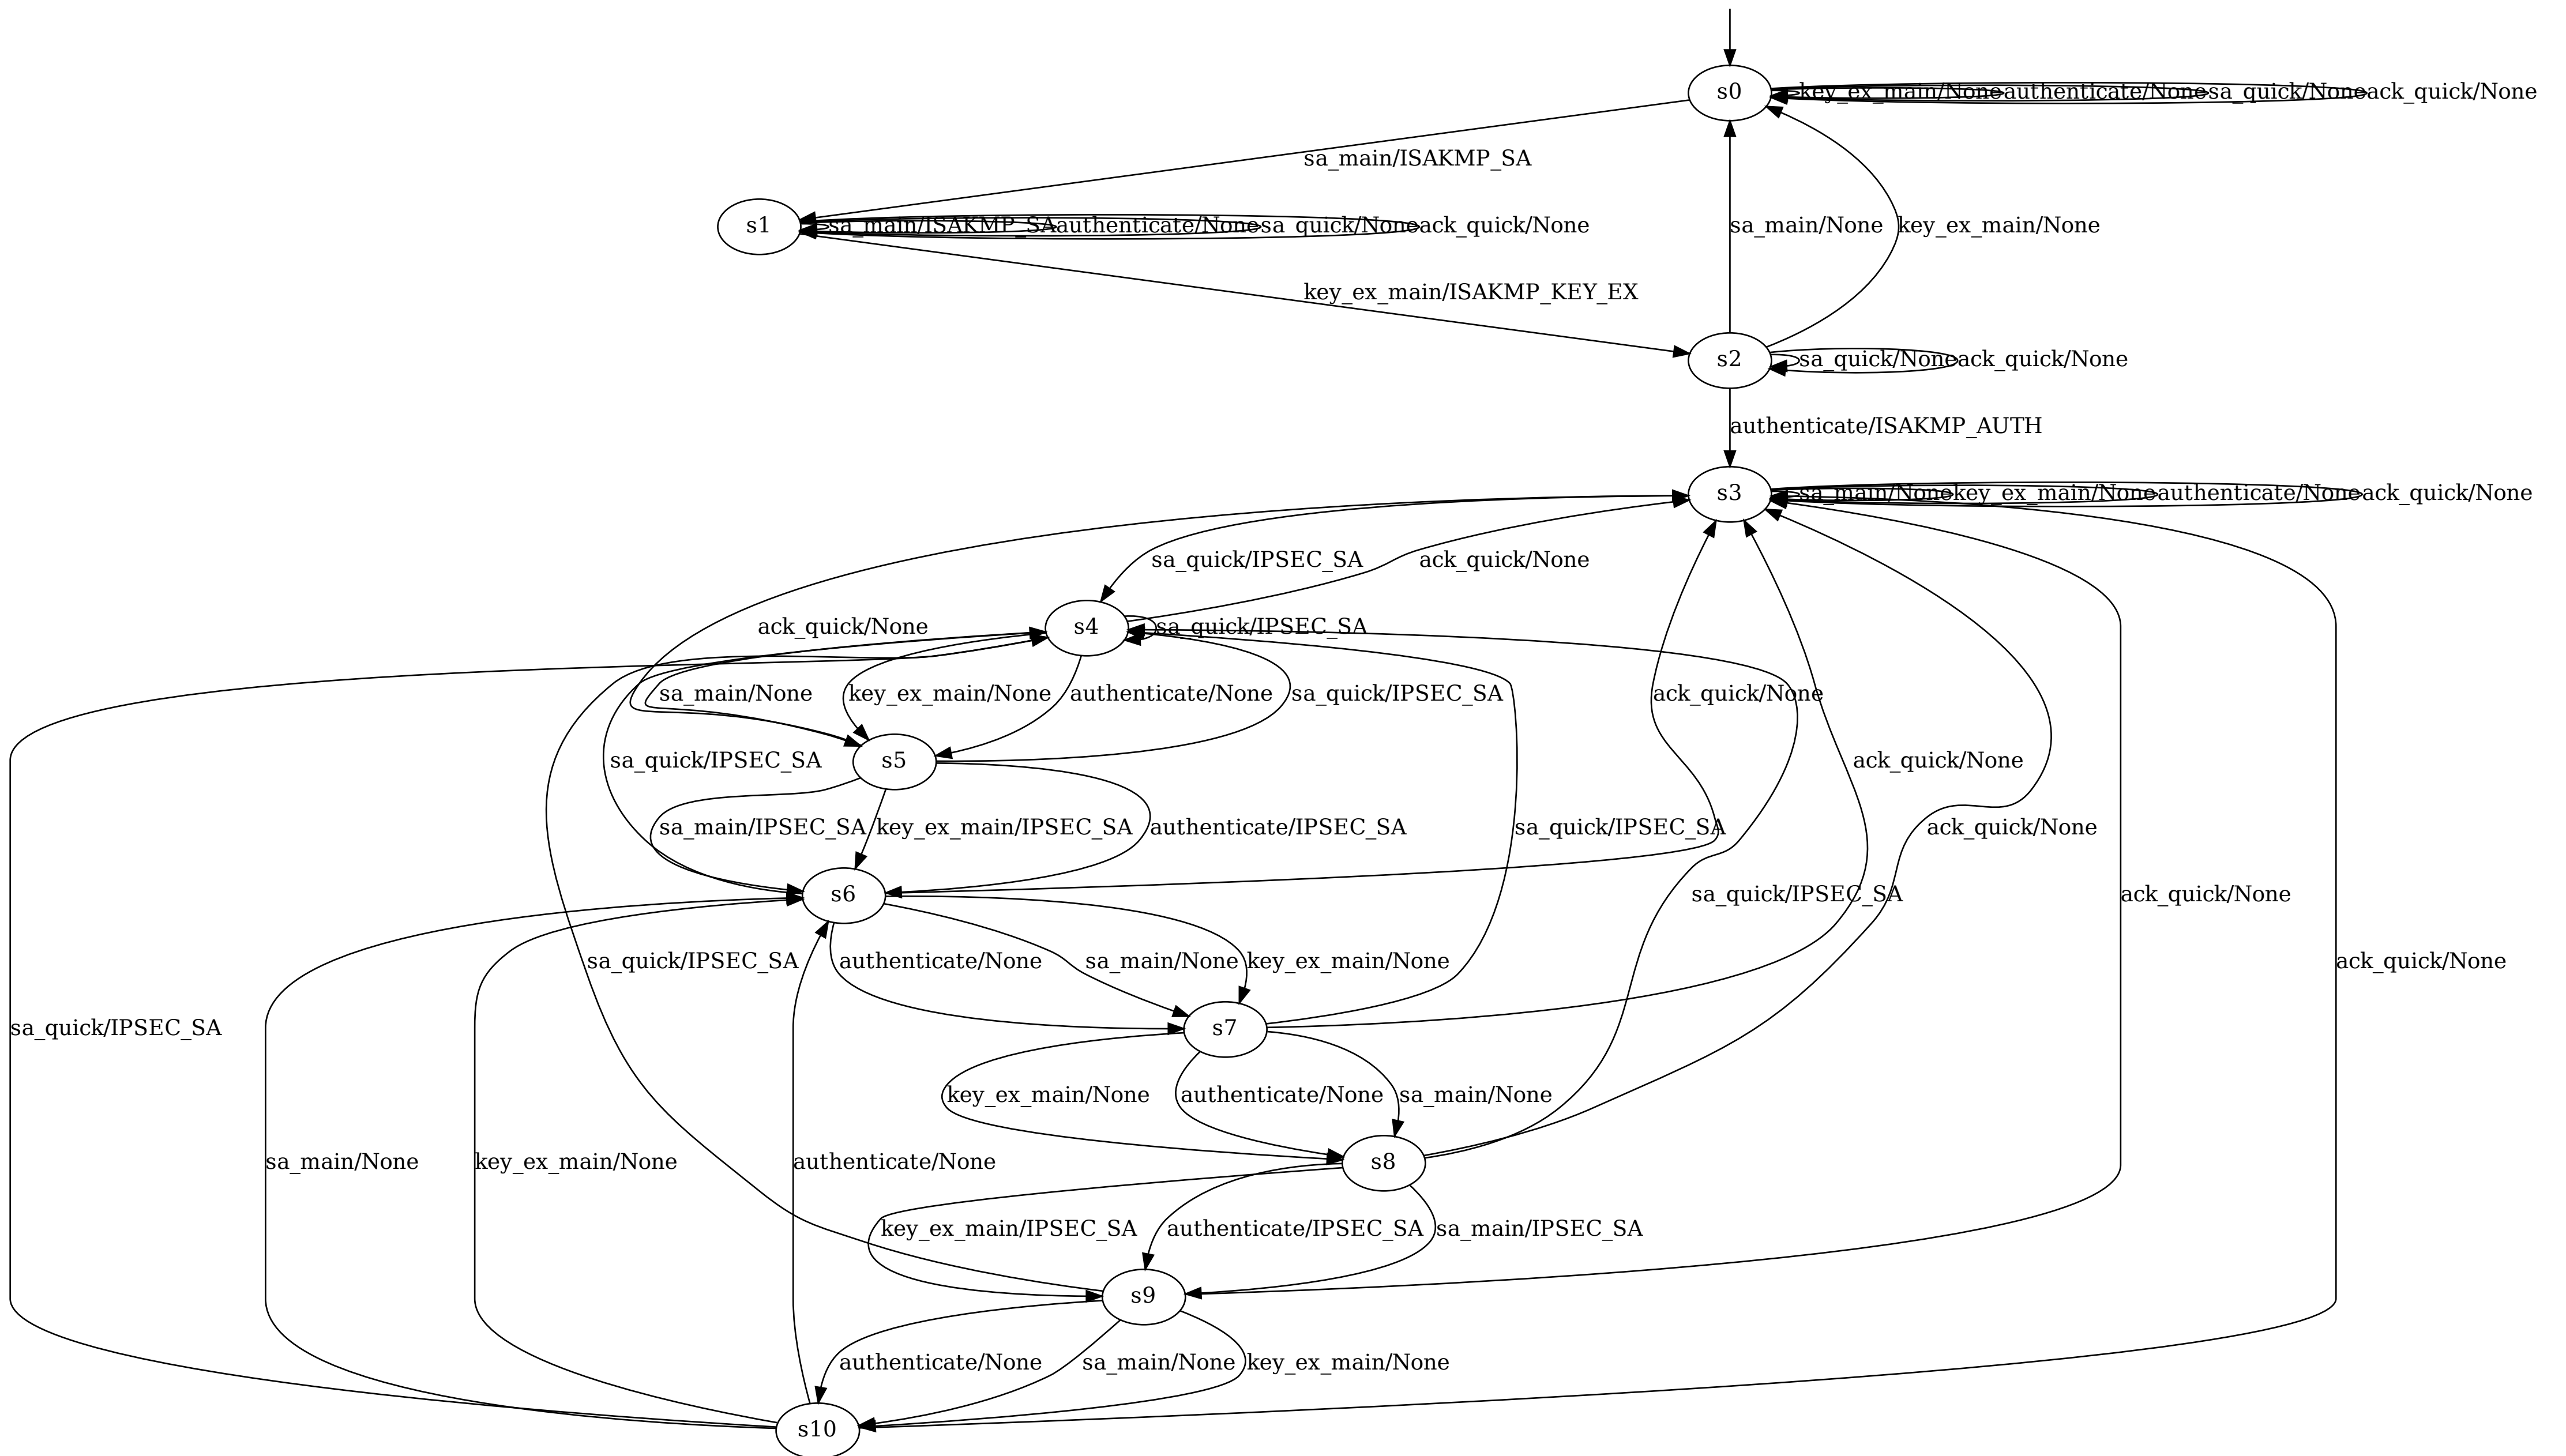 s0 key_ex_main/None authenticate/None sa_quick/None ack_quick/None
sa_main/ISAKMP_SA
s1 sa_main/ISAKMP_SA authenticate/None sa_quick/None ack_quick/None
sa_main/None key_ex_main/None
key_ex_main/ISAKMP_KEY_EX
s2 sa_quick/None ack_quick/None
authenticate/ISAKMP_AUTH
s3 sa_main/None key_ex_main/None authenticate/None ack_quick/None
sa_quick/IPSEC_SA ack_quick/None
ack_quick/None s4 sa_quick/IPSEC_SA
sa_main/None key_ex_main/None authenticate/None sa_quick/IPSEC_SA ack_quick/None
sa_quick/IPSEC_SA s5 ack_quick/None
sa_main/IPSEC_SA key_ex_main/IPSEC_SA authenticate/IPSEC_SA sa_quick/IPSEC_SA ack_quick/None
s6 sa_quick/IPSEC_SA ack_quick/None
sa_quick/IPSEC_SA authenticate/None sa_main/None key_ex_main/None ack_quick/None
sa_quick/IPSEC_SA s7
key_ex_main/None authenticate/None sa_main/None
sa_main/None key_ex_main/None authenticate/None s8
key_ex_main/IPSEC_SA authenticate/IPSEC_SA sa_main/IPSEC_SA
s9
authenticate/None sa_main/None key_ex_main/None
s10